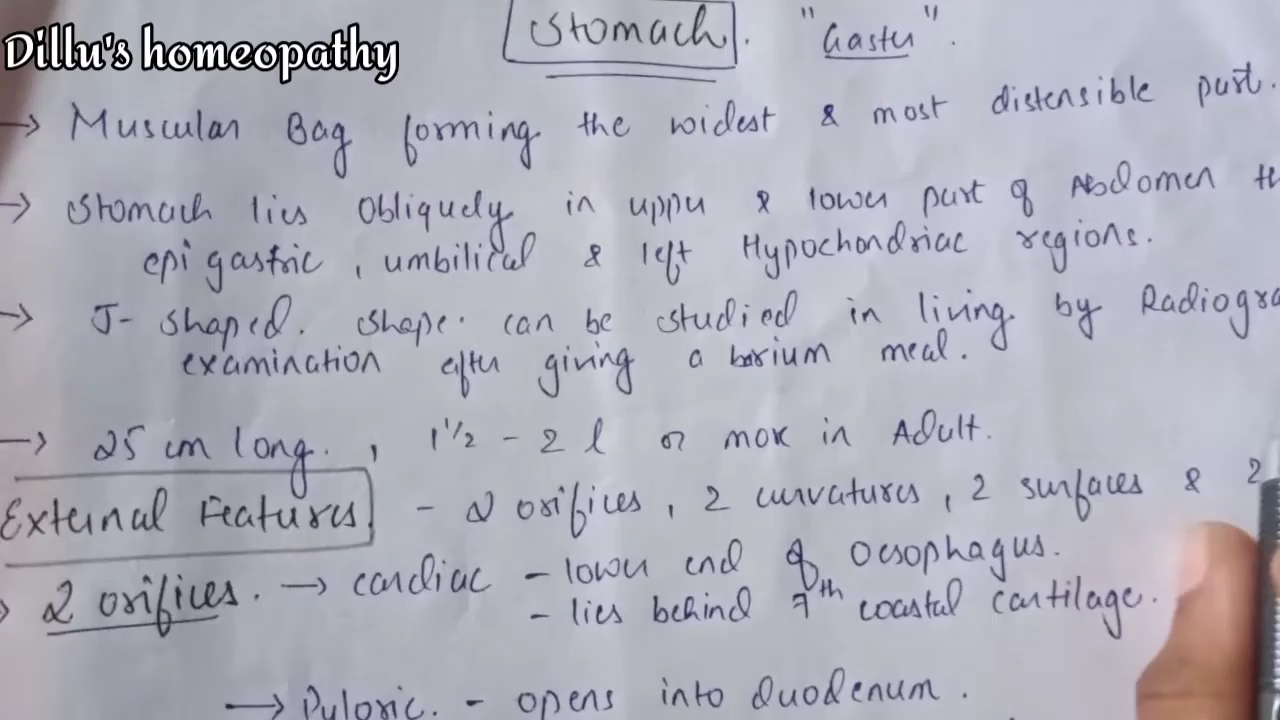 Stomach. "Gaster".
Dillu's homeopathy
→ Muscular Bag forming the widest & most distensible part.
→ Stomach lies Obliquely in upper & lower part of Abdomen
epigastric, umbilical & left Hypochondriac regions.
→ J-shaped. shape can be studied in living by
examination after giving a barium meal.
→ 25 cm long., 1½ - 2 l or more in Adult.
External Features - 2 orifices, 2 curvatures, 2 surfaces & 2
2 orifices. → cardiac - lower end of Oesophagus.
- lies behind 7th coastal cartilage.
→ Pyloric. - opens into duodenum.